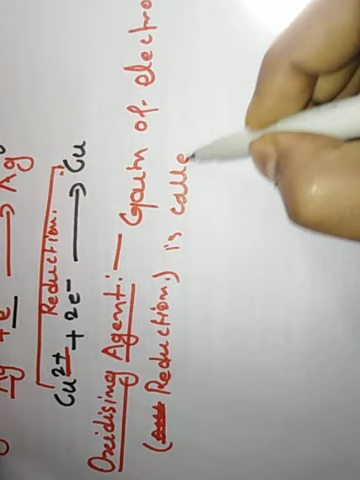 Ag + e ⟶ Ag
Reduction.
Cu²⁺ + 2e⁻ ⟶ Cu
Oxidising Agent :— Gain of electro
(Reduction) is calle